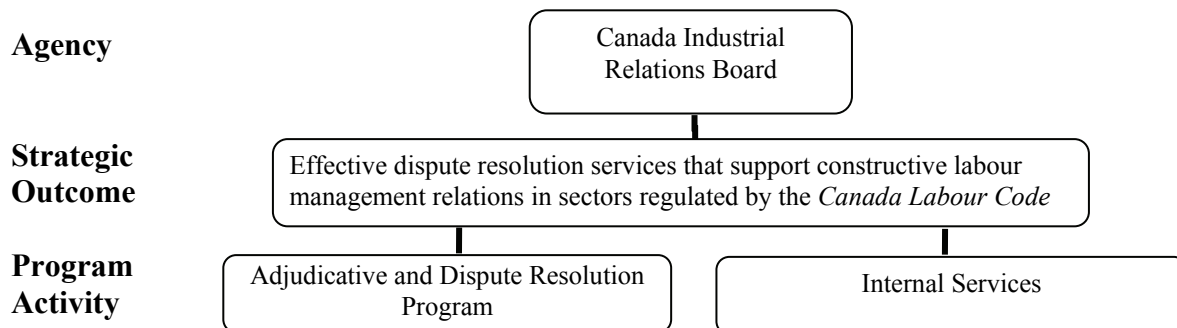 Agency
Canada Industrial
Relations Board
Strategic
Outcome
Effective dispute resolution services that support constructive labour
management relations in sectors regulated by the Canada Labour Code
Program
Activity
Adjudicative and Dispute Resolution
Program
Internal Services